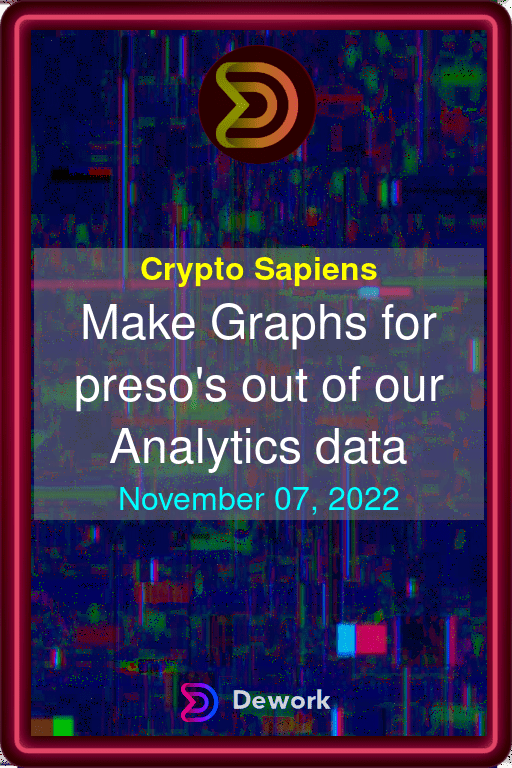 Crypto Sapiens
Make Graphs for
preso's out of our
Analytics data
November 07, 2022
Dework